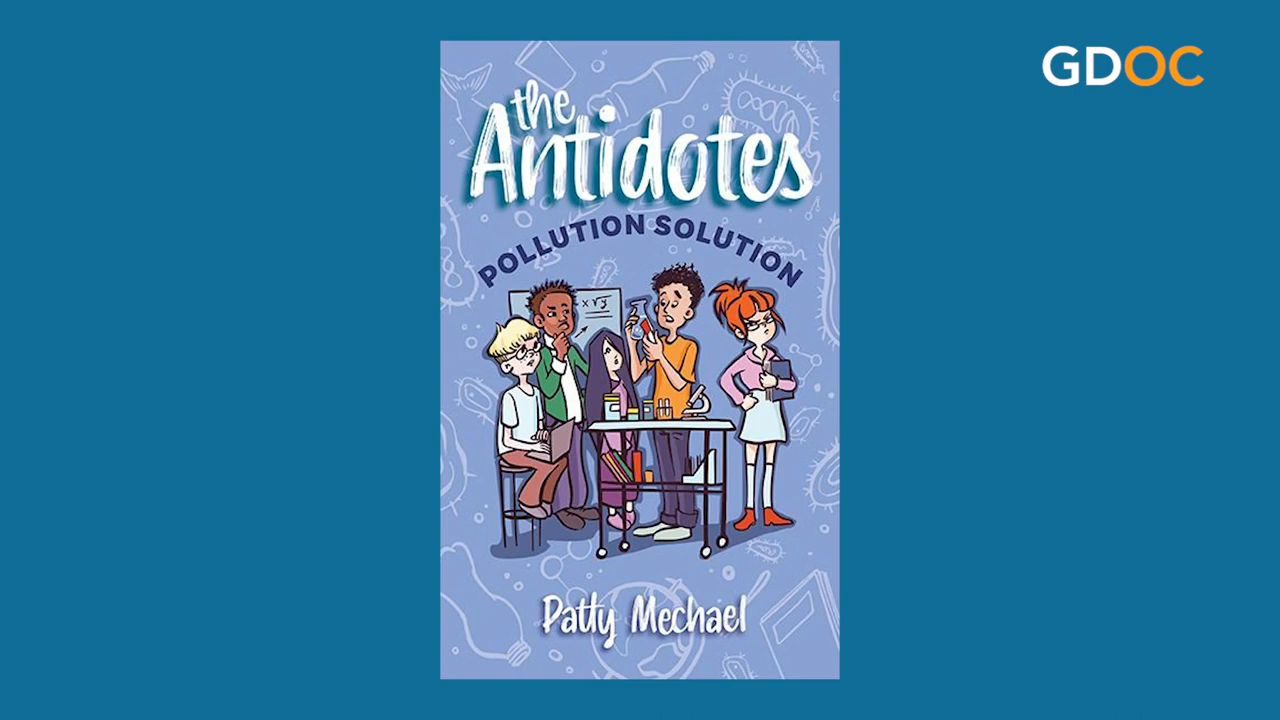 GDOC
the
Antidotes
POLLUTION SOLUTION
x√y
Patty Mechael